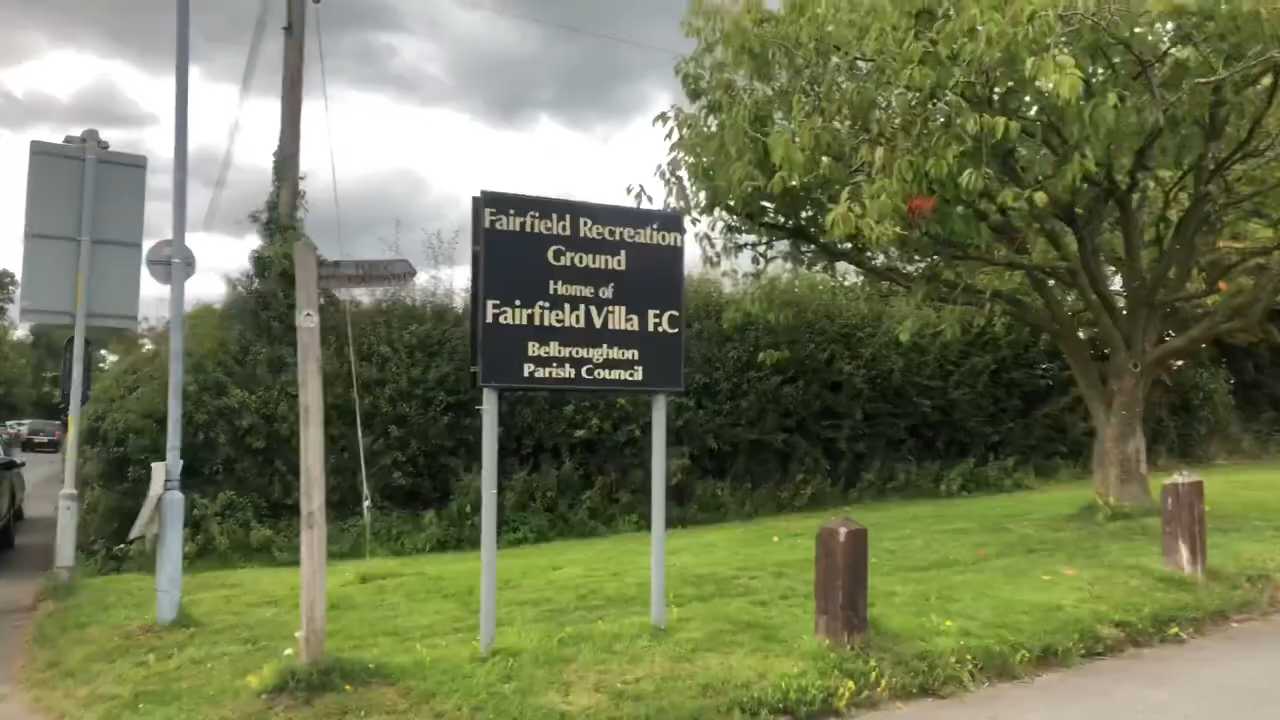 Fairfield Recreation
Ground
Home of
Fairfield Villa F.C
Belbroughton
Parish Council